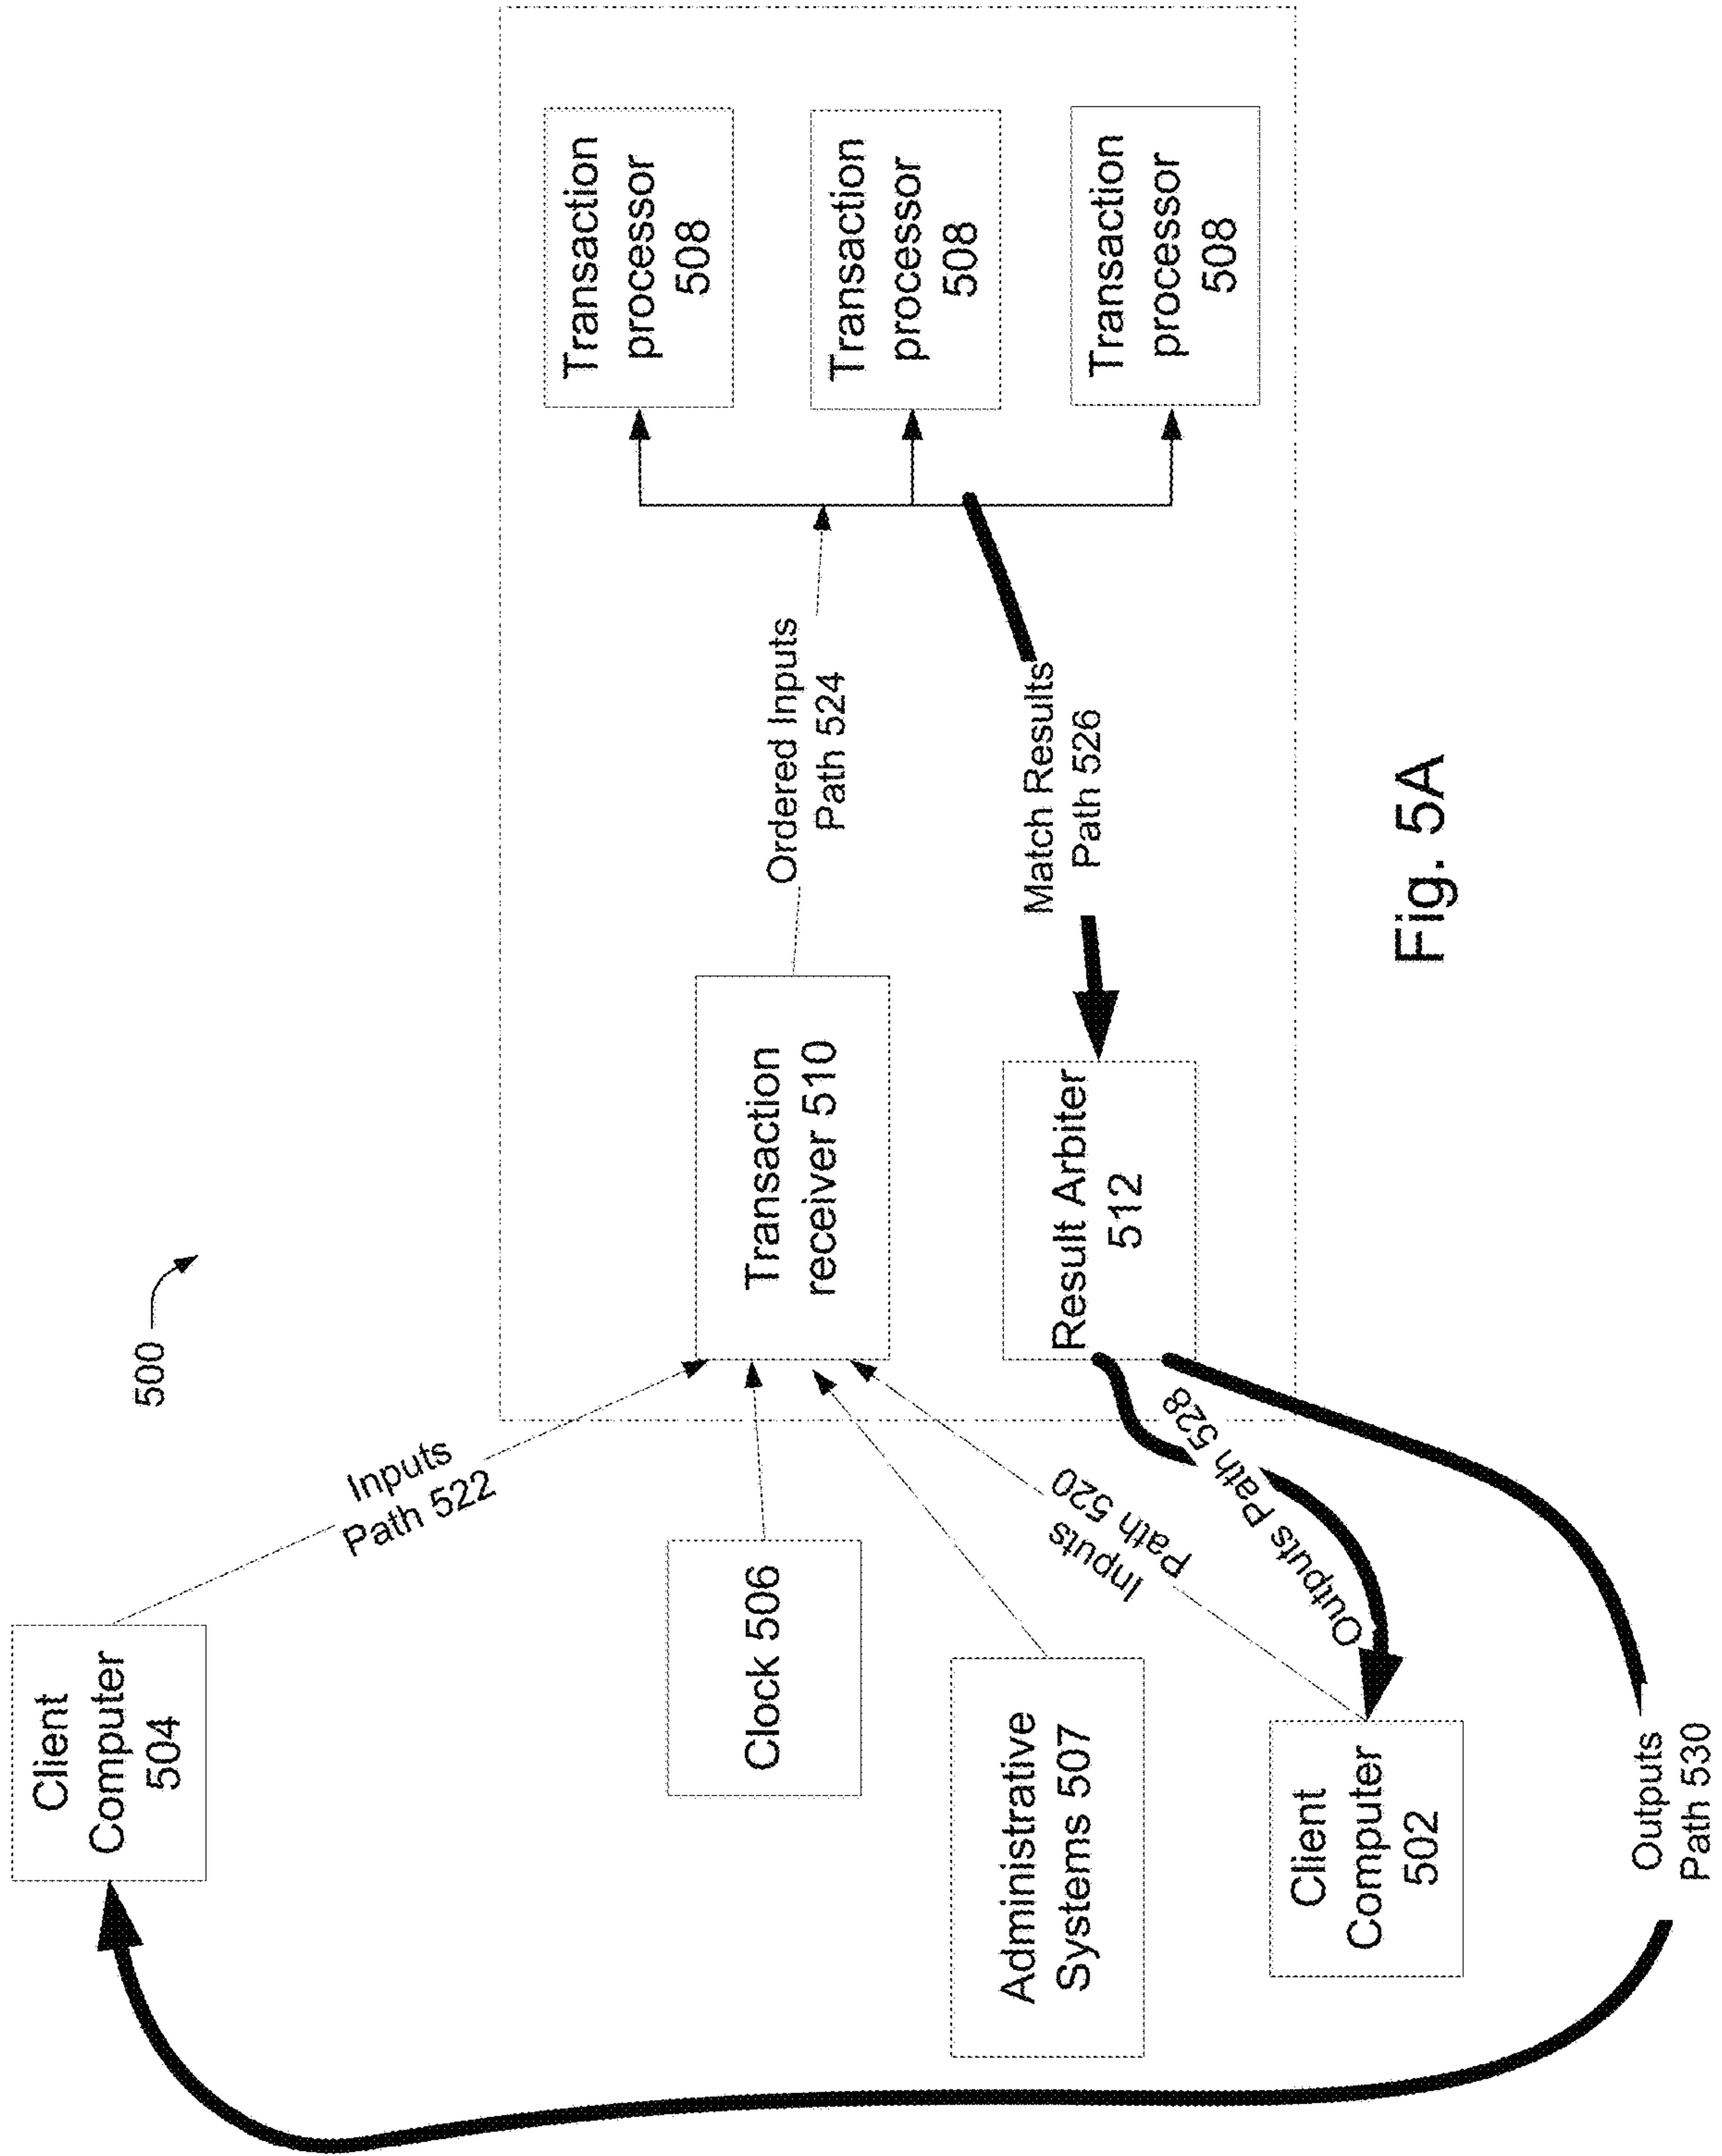 500
Client
Computer
504
Inputs
Path 522
Clock 506
Administrative
Systems 507
Client
Computer
502
Inputs
Path 520
Outputs Path 528
Outputs
Path 530
Transaction
receiver 510
Result Arbiter
512
Ordered Inputs
Path 524
Match Results
Path 526
Transaction
processor
508
Transaction
processor
508
Transaction
processor
508
Fig. 5A